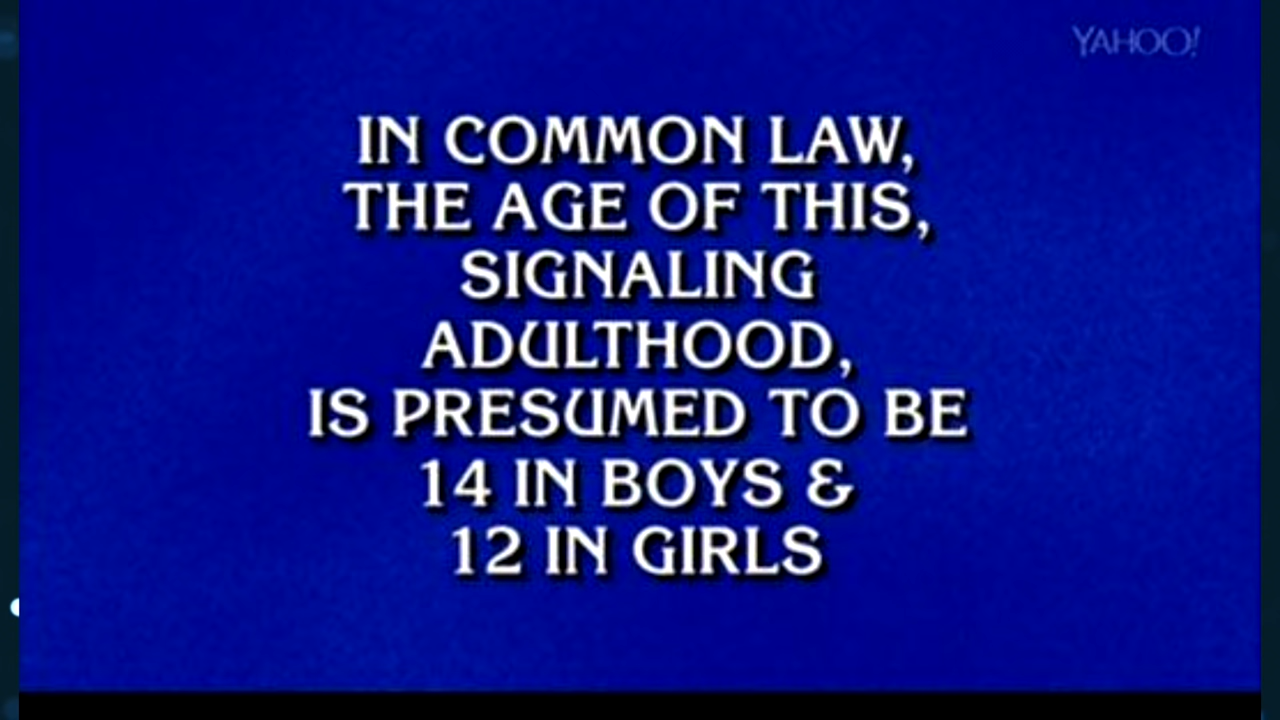 YAHOO!
IN COMMON LAW,
THE AGE OF THIS,
SIGNALING
ADULTHOOD,
IS PRESUMED TO BE
14 IN BOYS &
12 IN GIRLS